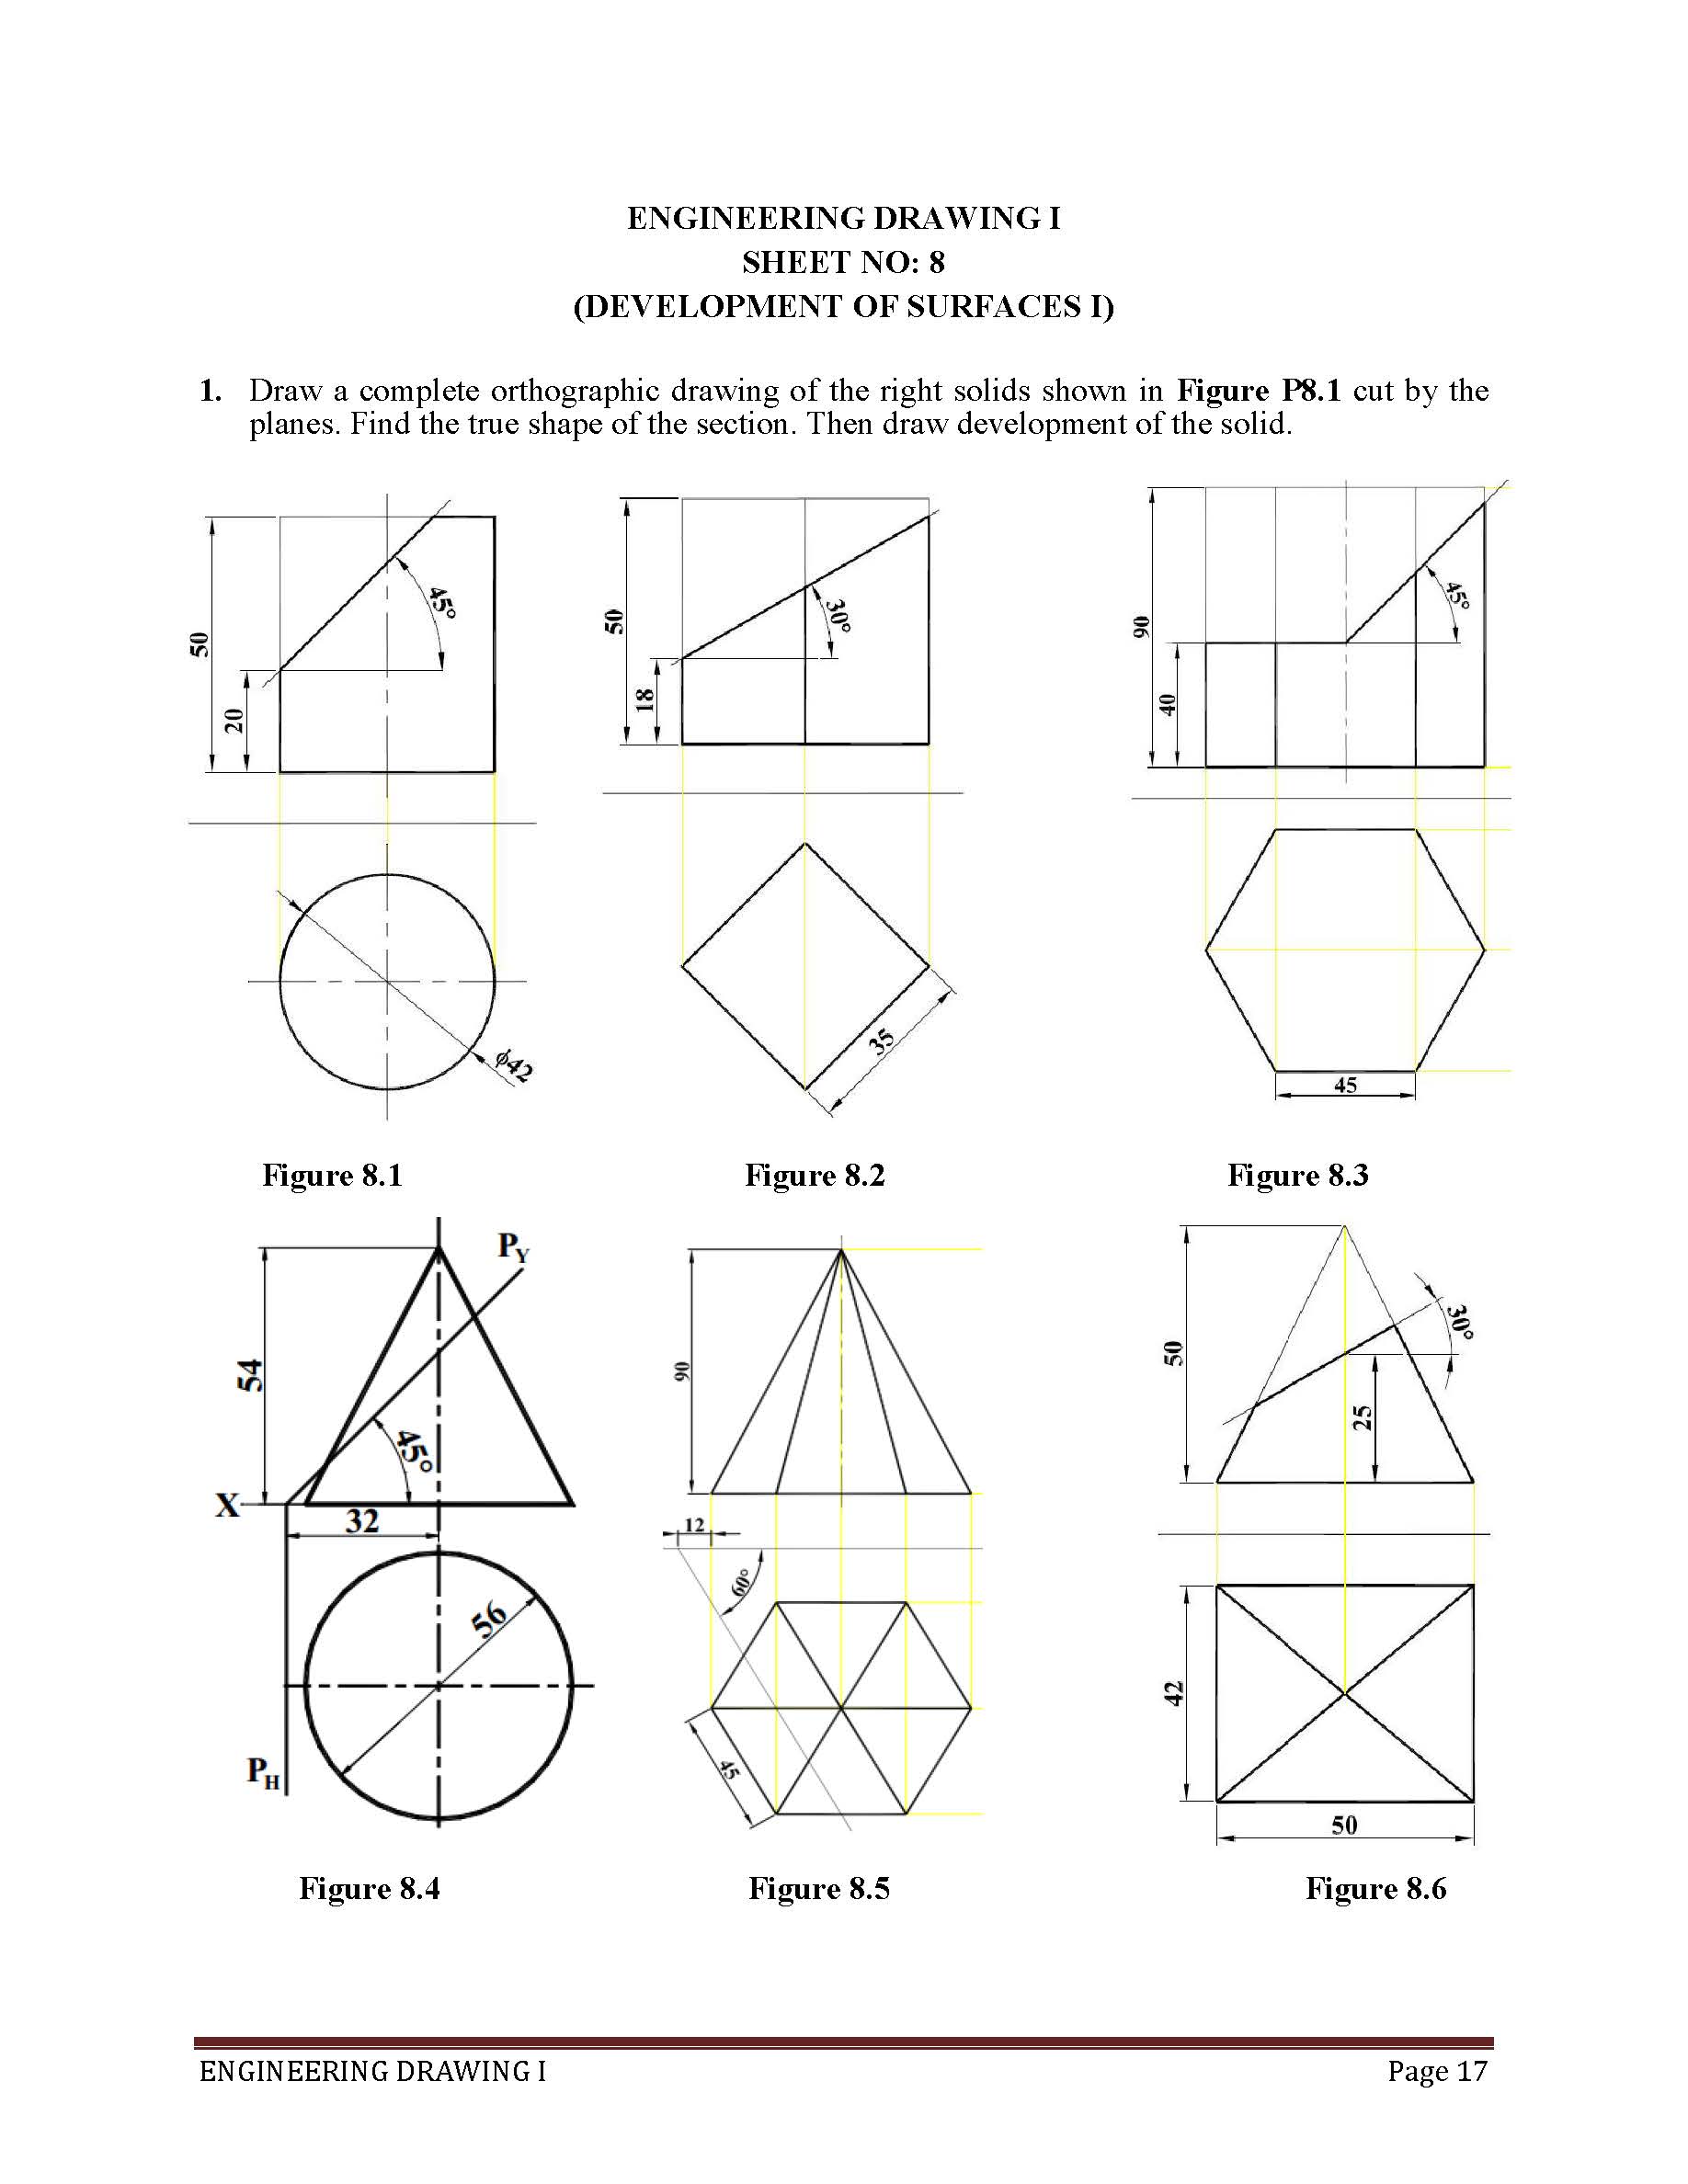 ENGINEERING DRAWING I
SHEET NO: 8
(DEVELOPMENT OF SURFACES I)
1. Draw a complete orthographic drawing of the right solids shown in Figure P8.1 cut by the
planes. Find the true shape of the section. Then draw development of the solid.
50
20
45°
ϕ42
50
18
30°
35
90
40
45°
45
Figure 8.1 Figure 8.2 Figure 8.3
54
PY
45°
X
32
56
PH
90
12
60°
45
50
30°
25
42
50
Figure 8.4 Figure 8.5 Figure 8.6
ENGINEERING DRAWING I Page 17